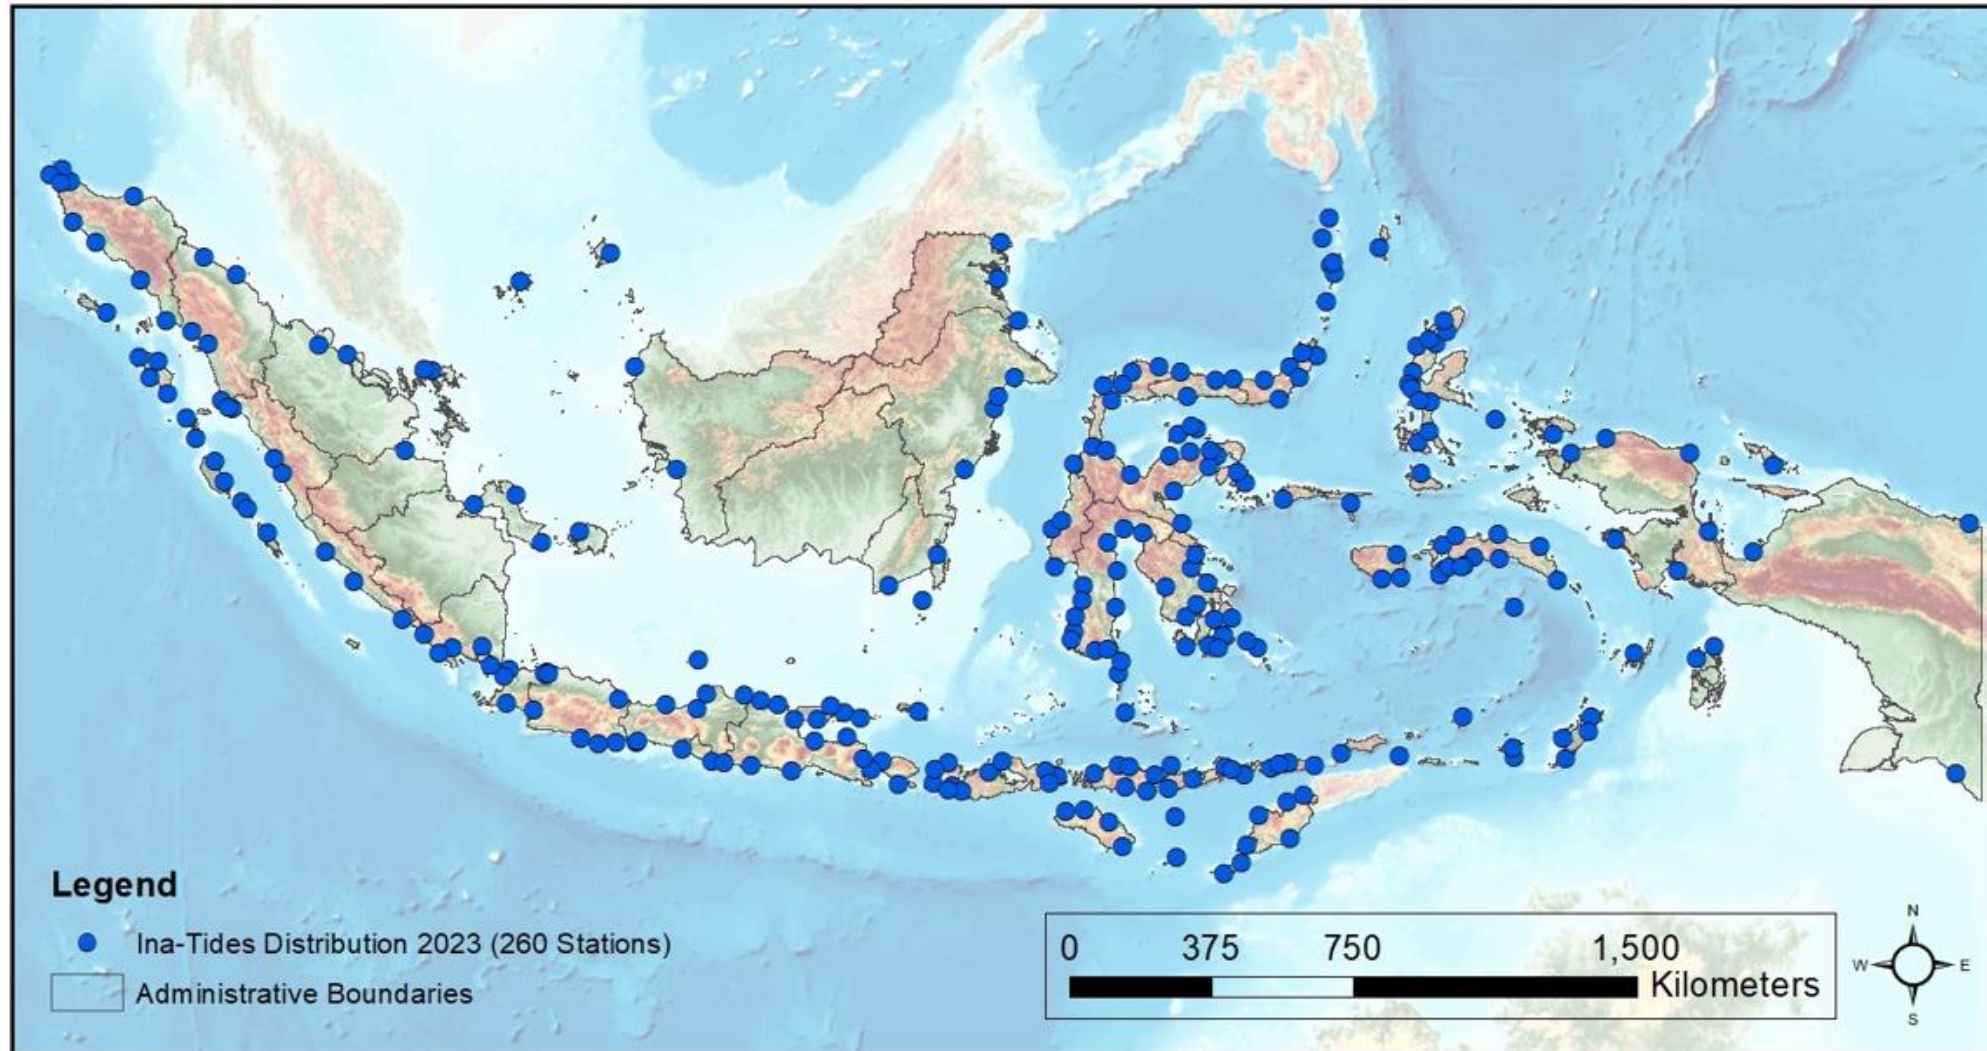 Legend
Ina-Tides Distribution 2023 (260 Stations)
Administrative Boundaries
0 375 750 1,500
Kilometers
N
W E
S